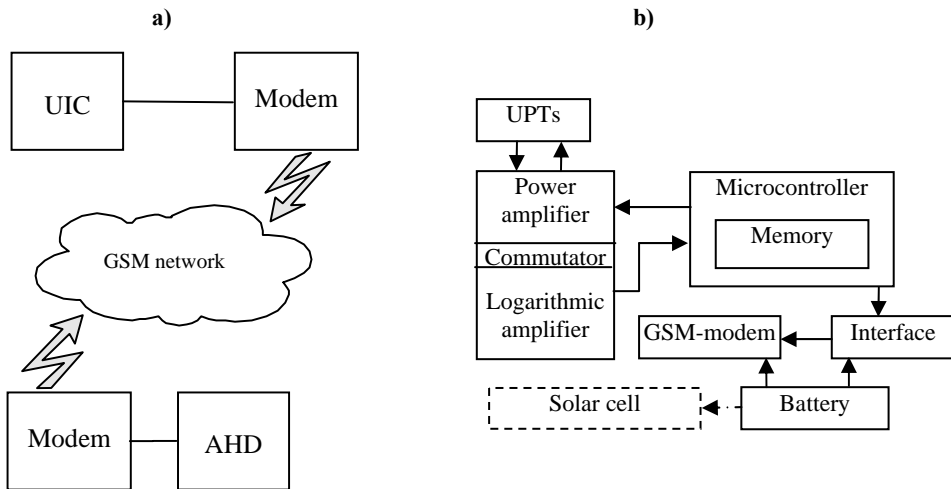 a)
UIC
Modem
GSM network
Modem
AHD
b)
UPTs
Power
amplifier
Commutator
Logarithmic
amplifier
Microcontroller
Memory
GSM-modem
Interface
Solar cell
Battery